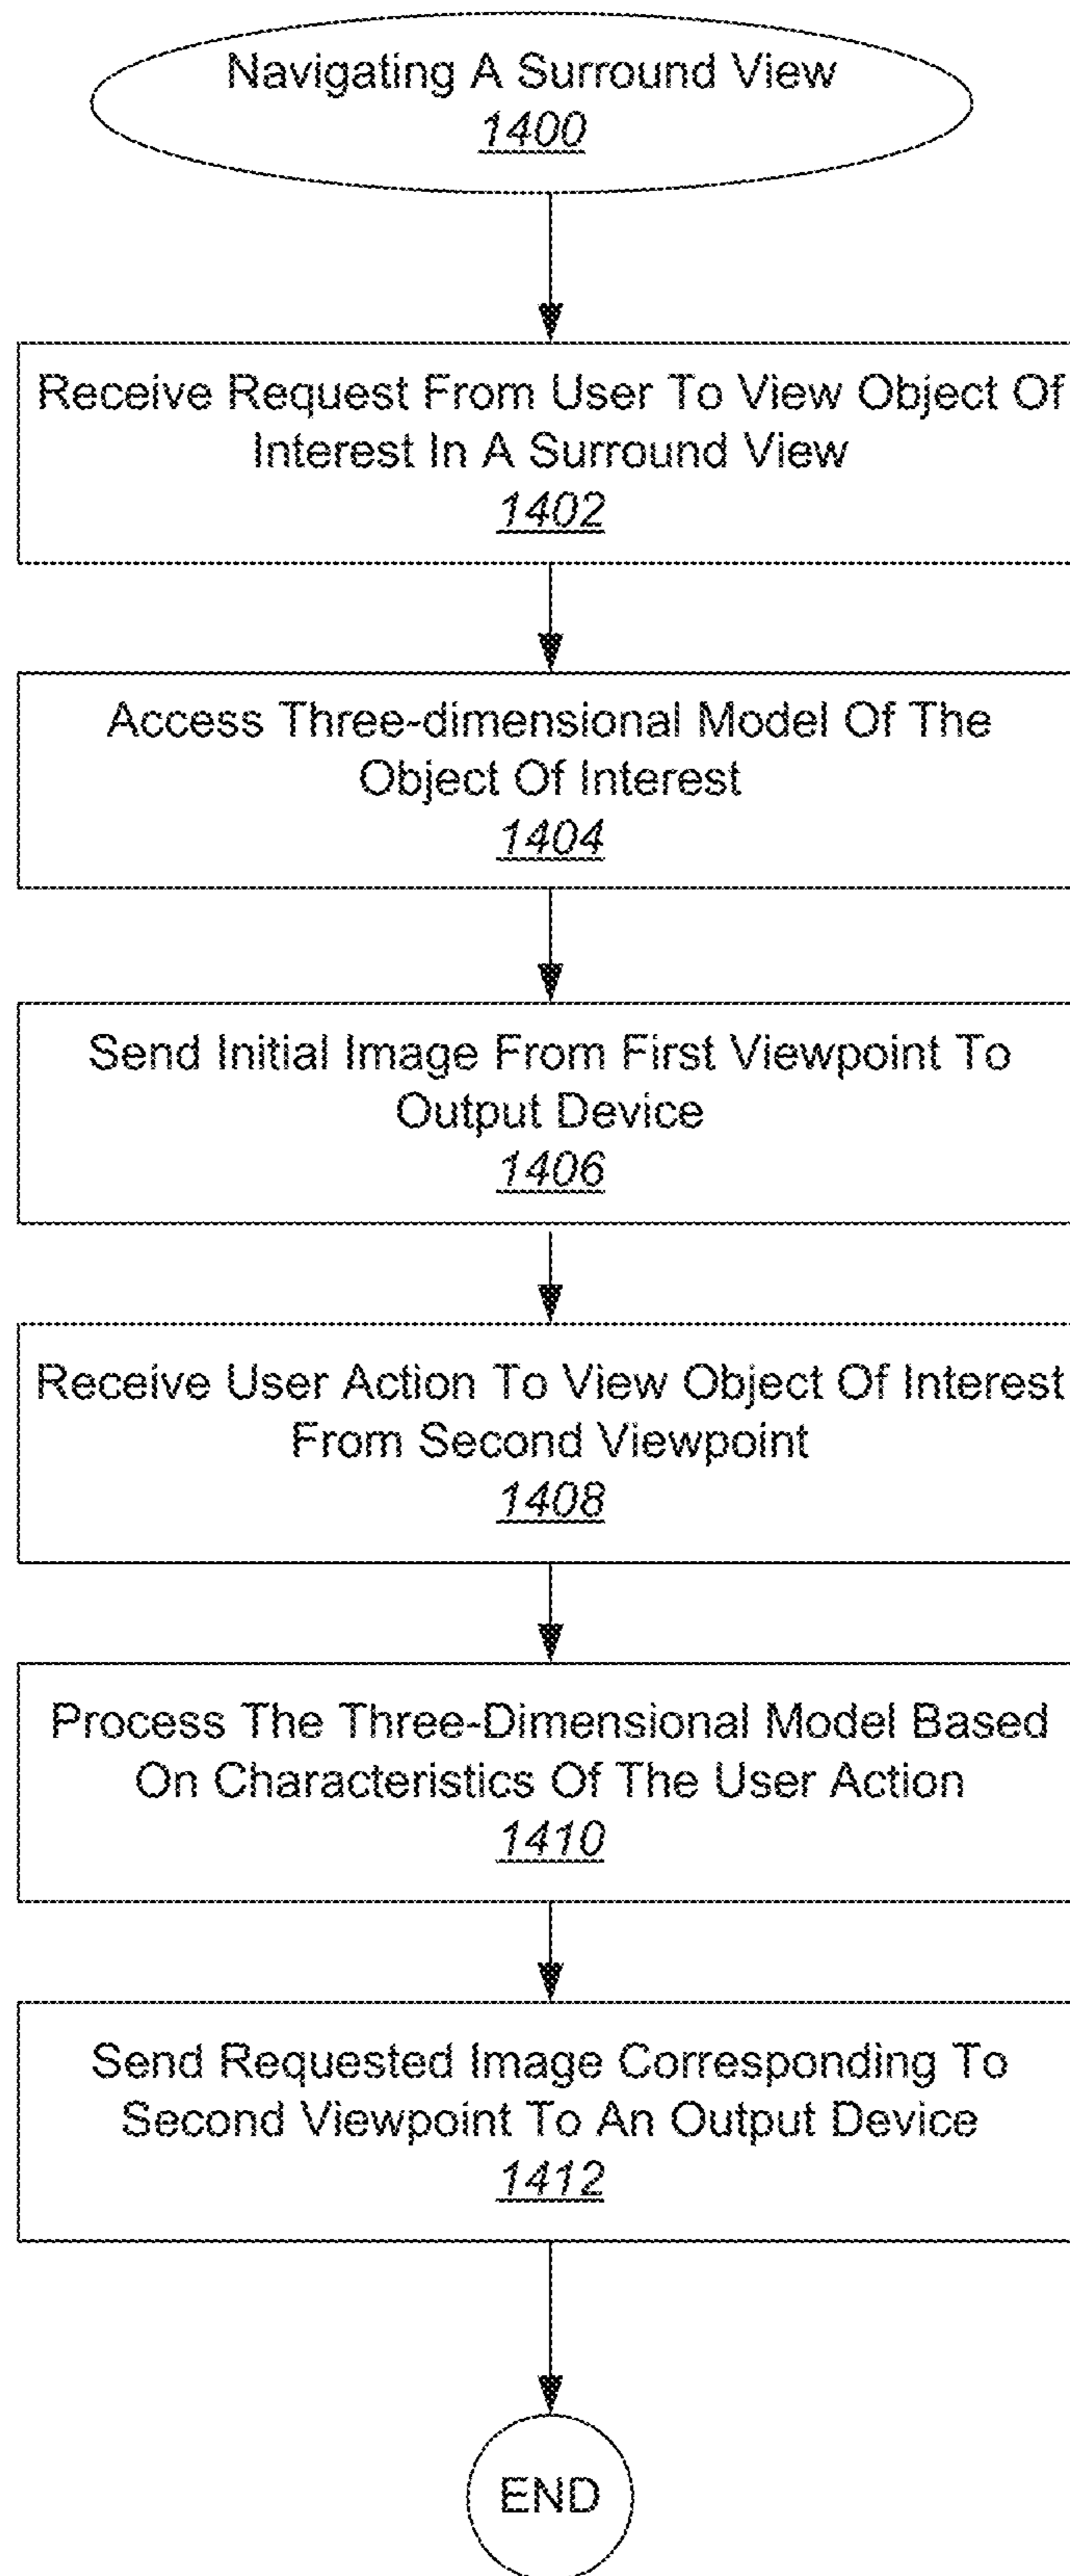 Navigating A Surround View
1400
Receive Request From User To View Object Of
Interest In A Surround View
1402
Access Three-dimensional Model Of The
Object Of Interest
1404
Send Initial Image From First Viewpoint To
Output Device
1406
Receive User Action To View Object Of Interest
From Second Viewpoint
1408
Process The Three-Dimensional Model Based
On Characteristics Of The User Action
1410
Send Requested Image Corresponding To
Second Viewpoint To An Output Device
1412
END